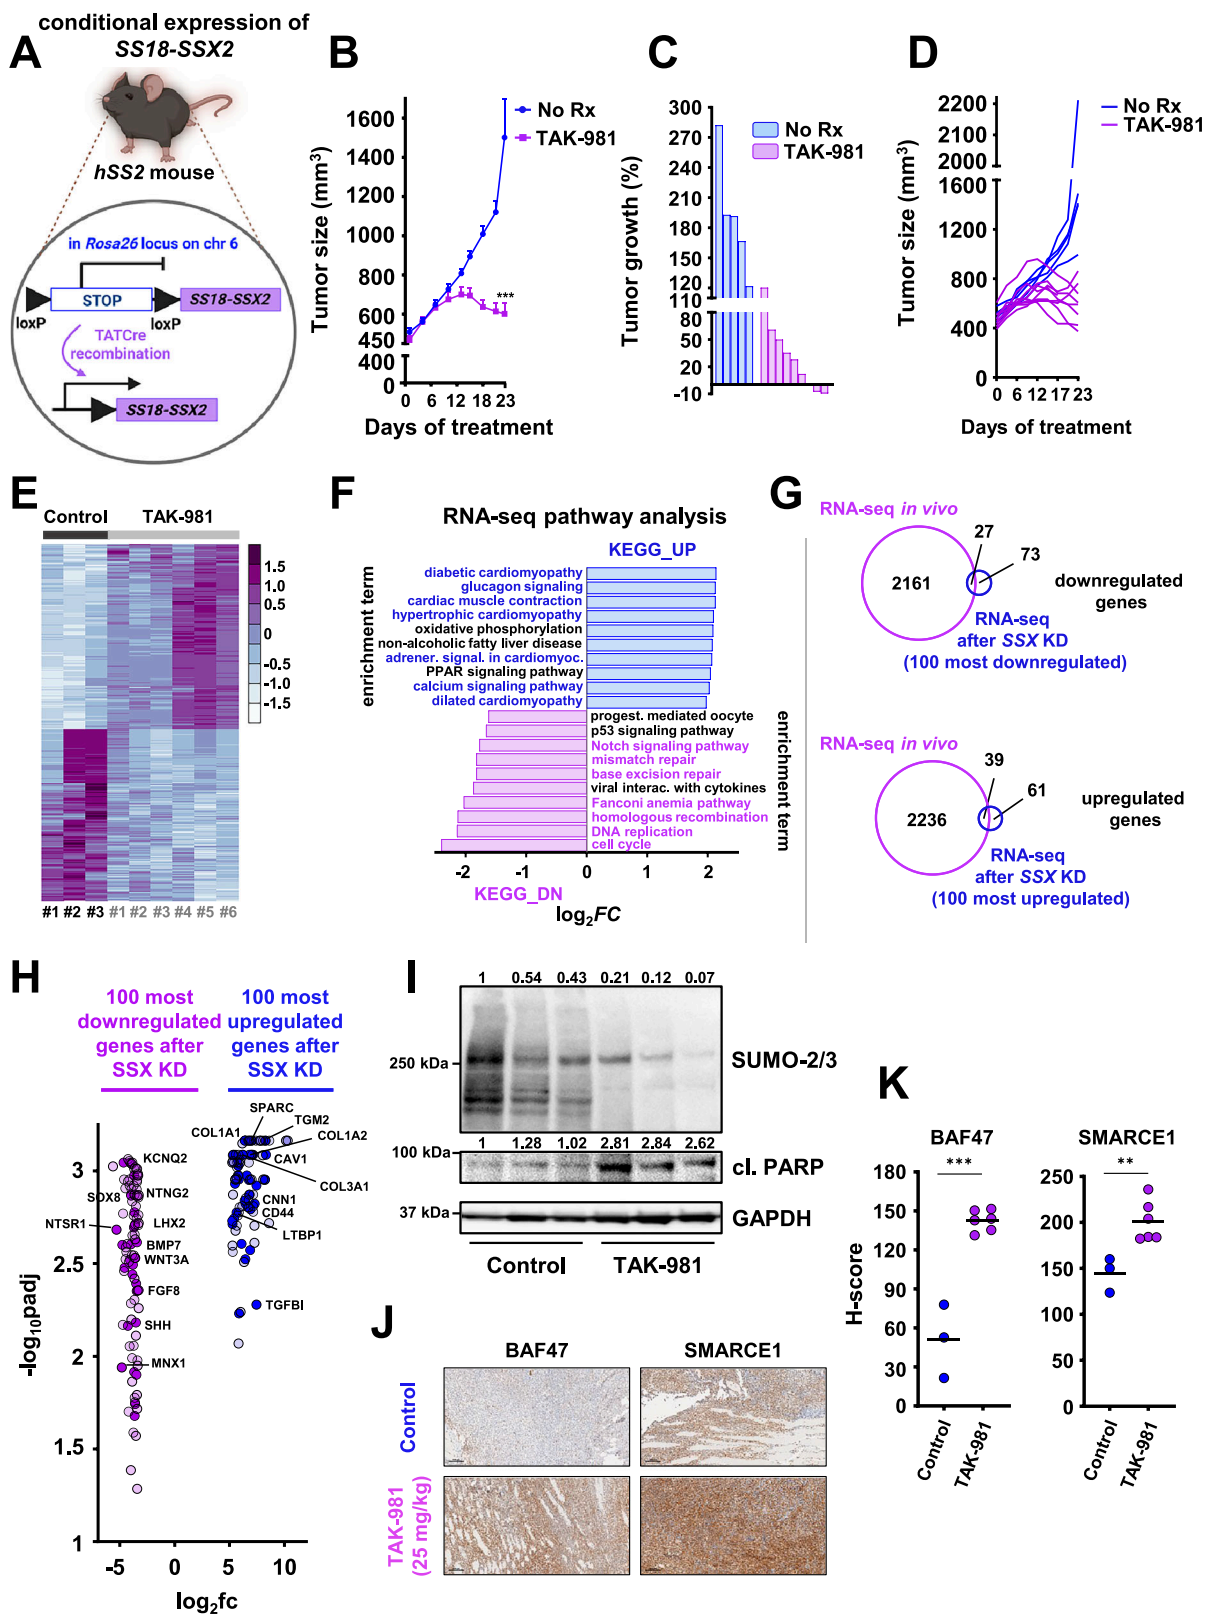 conditional expression of
SS18-SSX2
A
hSS2 mouse
in Rosa26 locus on chr 6
STOP
SS18-SSX2
loxP
loxP
TATCre
recombination
SS18-SSX2
B
No Rx
TAK-981
Tumor size (mm3)
1600
1400
1200
1000
800
600
450
400
0
***
0 6 12 18 23
Days of treatment
C
Tumor growth (%)
300
270
240
210
180
150
110
80
50
20
-10
No Rx
TAK-981
D
Tumor size (mm3)
2200
2100
2000
1600
1200
800
400
0
No Rx
TAK-981
0 6 12 17 23
Days of treatment
E
Control TAK-981
1.5
1.0
0.5
0
-0.5
-1.0
-1.5
#1 #2 #3 #1 #2 #3 #4 #5 #6
F
RNA-seq pathway analysis
KEGG_UP
enrichment term
diabetic cardiomyopathy
glucagon signaling
cardiac muscle contraction
hypertrophic cardiomyopathy
oxidative phosphorylation
non-alcoholic fatty liver disease
adrener. signal. in cardiomyoc.
PPAR signaling pathway
calcium signaling pathway
dilated cardiomyopathy
progest. mediated oocyte
p53 signaling pathway
Notch signaling pathway
mismatch repair
base excision repair
viral interac. with cytokines
Fanconi anemia pathway
homologous recombination
DNA replication
cell cycle
enrichment term
-2 -1 0 1 2
KEGG_DN
log2FC
G
RNA-seq in vivo
27
73
2161
downregulated
genes
RNA-seq
after SSX KD
(100 most downregulated)
RNA-seq in vivo
39
61
2236
upregulated
genes
RNA-seq
after SSX KD
(100 most upregulated)
H
100 most
downregulated
genes after
SSX KD
100 most
upregulated
genes after
SSX KD
-log10padj
3
2.5
2
1.5
1
KCNQ2
SOX8
NTNG2
NTSR1
LHX2
BMP7
WNT3A
FGF8
SHH
MNX1
SPARC
TGM2
COL1A1
COL1A2
CAV1
COL3A1
CNN1
CD44
LTBP1
TGFBI
-5 0 5 10
log2fc
I
1 0.54 0.43 0.21 0.12 0.07
250 kDa
SUMO-2/3
1 1.28 1.02 2.81 2.84 2.62
100 kDa
cl. PARP
37 kDa
GAPDH
Control TAK-981
J
BAF47 SMARCE1
Control
TAK-981
(25 mg/kg)
K
BAF47
***
H-score
180
150
120
90
60
30
0
Control
TAK-981
SMARCE1
**
250
200
150
100
50
0
Control
TAK-981